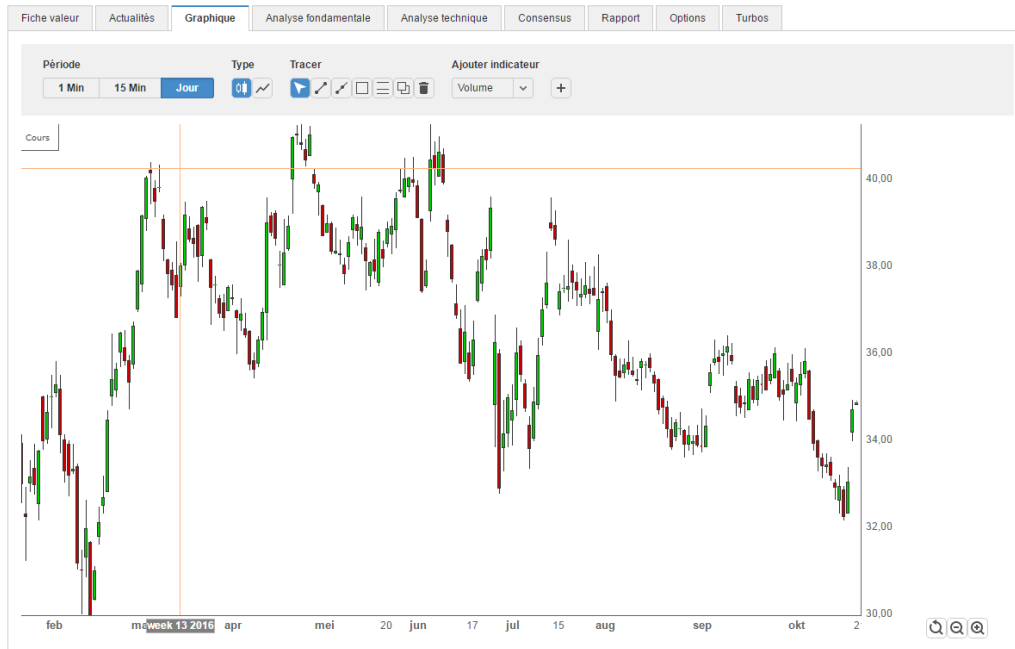 Fiche valeur Actualités Graphique Analyse fondamentale Analyse technique Consensus Rapport Options Turbos
Période Type Tracer Ajouter indicateur
1 Min 15 Min Jour Volume
Cours
40,00
38,00
36,00
34,00
32,00
30,00
feb ma week 13 2016 apr mei 20 jun 17 jul 15 aug sep okt 2